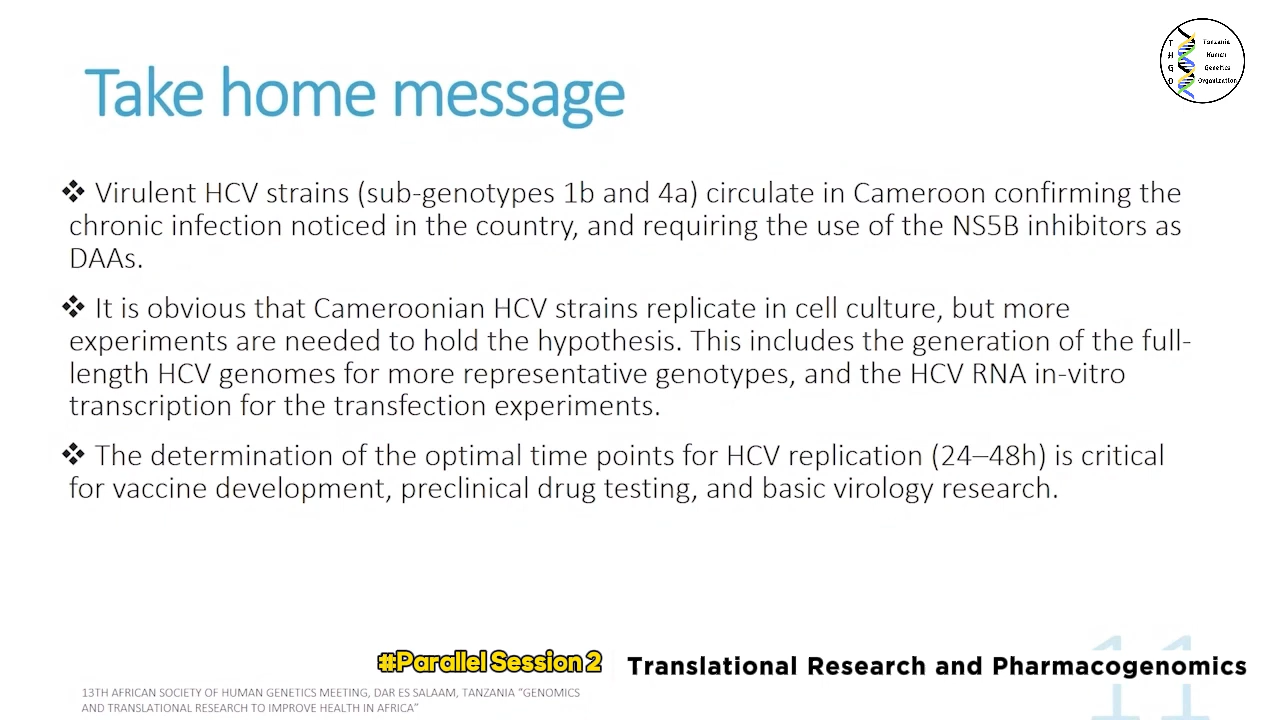 Take home message
T Tanzania
H Human
G Genetics
O Organization
❖ Virulent HCV strains (sub-genotypes 1b and 4a) circulate in Cameroon confirming the
chronic infection noticed in the country, and requiring the use of the NS5B inhibitors as
DAAs.
❖ It is obvious that Cameroonian HCV strains replicate in cell culture, but more
experiments are needed to hold the hypothesis. This includes the generation of the full-
length HCV genomes for more representative genotypes, and the HCV RNA in-vitro
transcription for the transfection experiments.
❖ The determination of the optimal time points for HCV replication (24–48h) is critical
for vaccine development, preclinical drug testing, and basic virology research.
#Parallel Session 2
Translational Research and Pharmacogenomics
11
13TH AFRICAN SOCIETY OF HUMAN GENETICS MEETING, DAR ES SALAAM, TANZANIA “GENOMICS
AND TRANSLATIONAL RESEARCH TO IMPROVE HEALTH IN AFRICA”